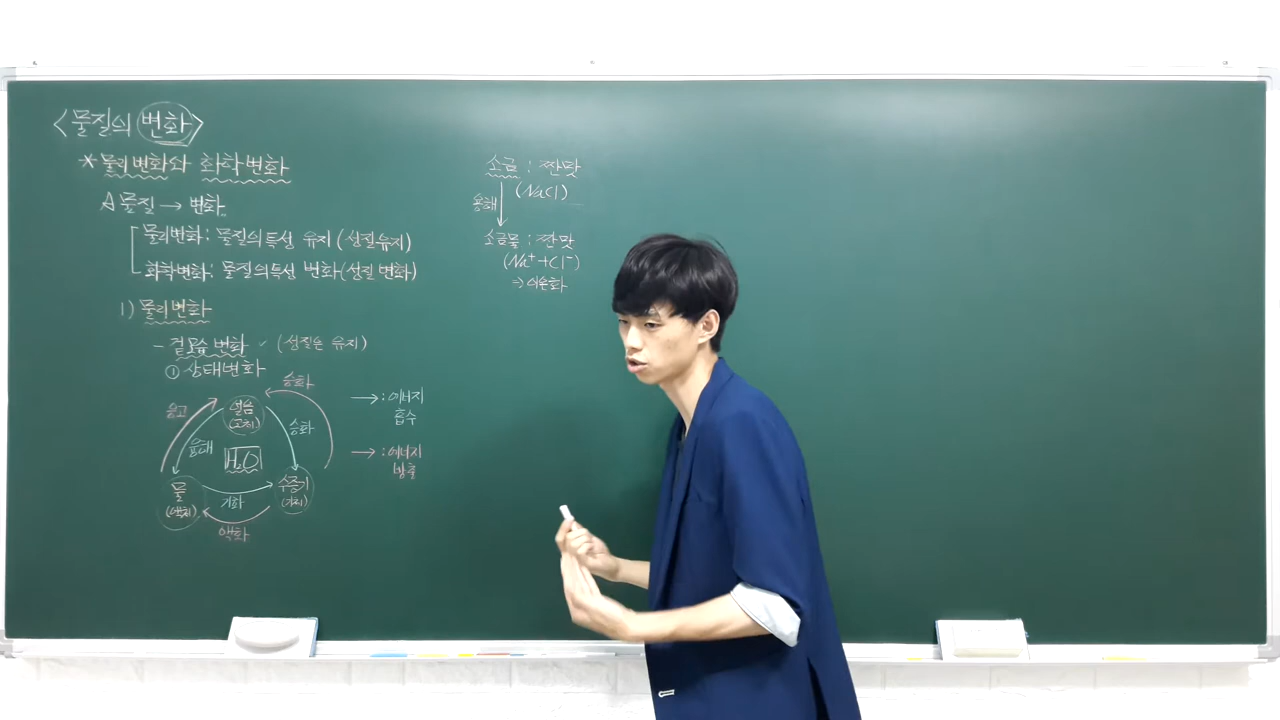 <물질의 변화>
* 물리변화와 화학변화
☆ 물질 → 변화
물리변화: 물질의 특성 유지 (성질유지)
화학변화: 물질의 특성 변화 (성질 변화)
1) 물리변화
- 겉모습 변화 (성질은 유지)
① 상태변화
승화
융고
얼음
(고체)
승화
융해
H₂O
물
(액체)
기화
수증기
(기체)
액화
→ : 에너지
흡수
→ : 에너지
방출
소금 : 짠맛
(NaCl)
용해
소금물 : 짠맛
(Na⁺+Cl⁻)
⇒ 이온화